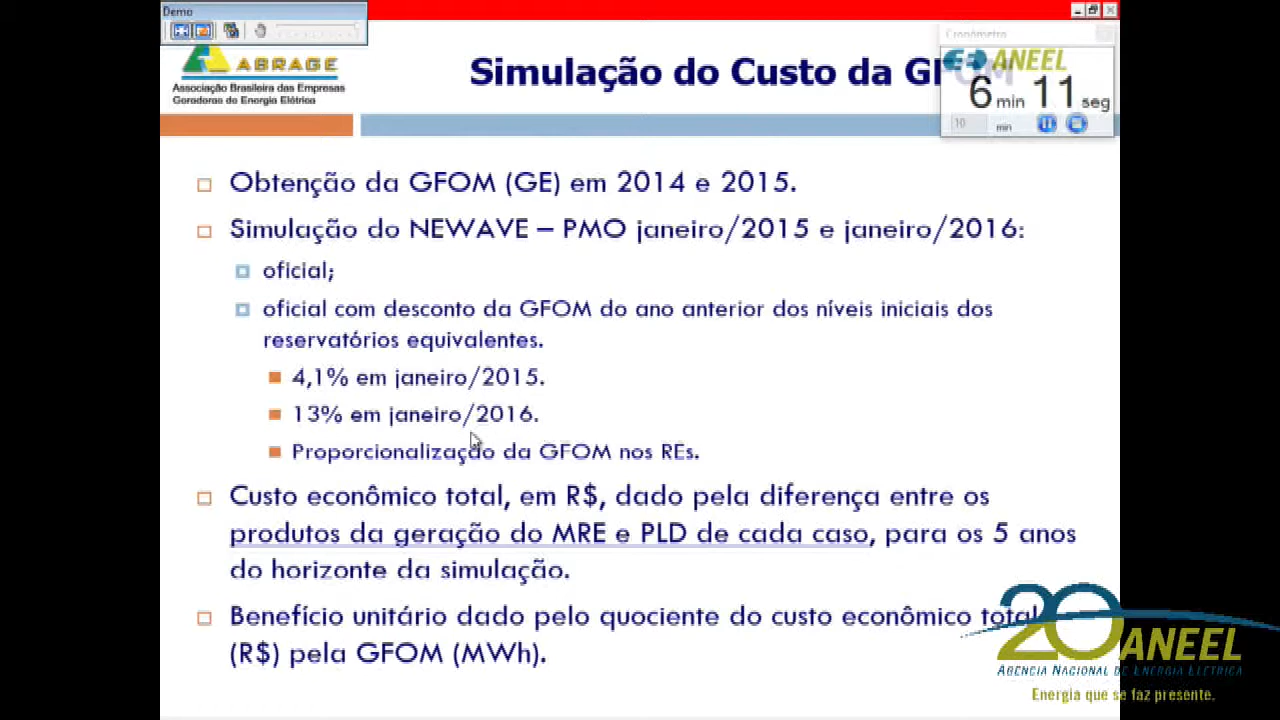 Demo
ABRAGE
Associação Brasileira das Empresas
Geradoras de Energia Elétrica
Simulação do Custo da GFOM
Cronômetro
ANEEL
6 min 11 seg
10 min
Obtenção da GFOM (GE) em 2014 e 2015.
Simulação do NEWAVE – PMO janeiro/2015 e janeiro/2016:
oficial;
oficial com desconto da GFOM do ano anterior dos níveis iniciais dos
reservatórios equivalentes.
4,1% em janeiro/2015.
13% em janeiro/2016.
Proporcionalização da GFOM nos REs.
Custo econômico total, em R$, dado pela diferença entre os
produtos da geração do MRE e PLD de cada caso, para os 5 anos
do horizonte da simulação.
Benefício unitário dado pelo quociente do custo econômico total
(R$) pela GFOM (MWh).
20 ANEEL
AGÊNCIA NACIONAL DE ENERGIA ELÉTRICA
Energia que se faz presente.